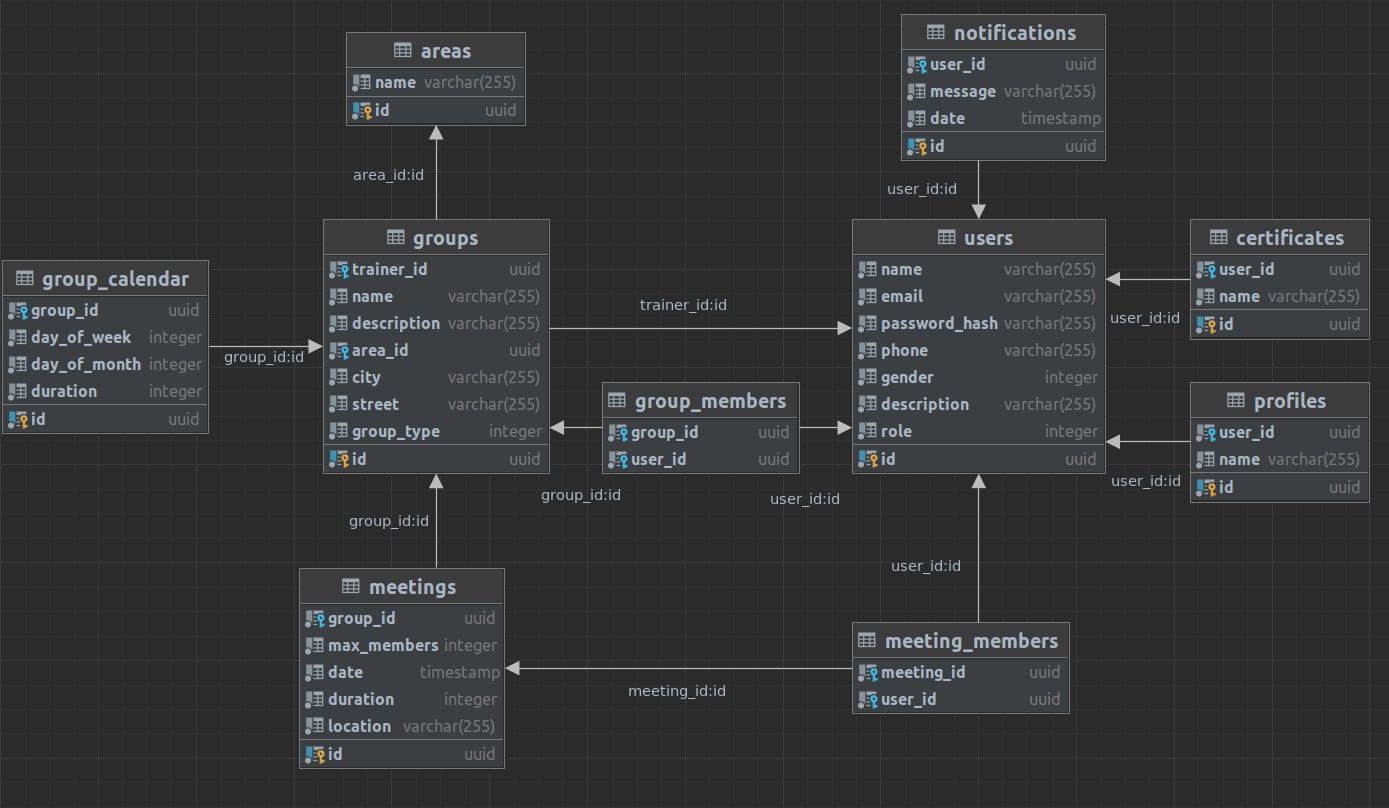 areas
name varchar(255)
id uuid
notifications
user_id uuid
message varchar(255)
date timestamp
id uuid
area_id:id
user_id:id
groups
trainer_id uuid
name varchar(255)
description varchar(255)
area_id uuid
city varchar(255)
street varchar(255)
group_type integer
id uuid
users
name varchar(255)
email varchar(255)
password_hash varchar(255)
phone varchar(255)
gender integer
description varchar(255)
role integer
id uuid
certificates
user_id uuid
name varchar(255)
id uuid
group_calendar
group_id uuid
day_of_week integer
day_of_month integer
duration integer
id uuid
group_id:id
trainer_id:id
user_id:id
group_members
group_id uuid
user_id uuid
profiles
user_id uuid
name varchar(255)
id uuid
user_id:id
group_id:id
user_id:id
group_id:id
user_id:id
meetings
group_id uuid
max_members integer
date timestamp
duration integer
location varchar(255)
id uuid
meeting_members
meeting_id uuid
user_id uuid
meeting_id:id